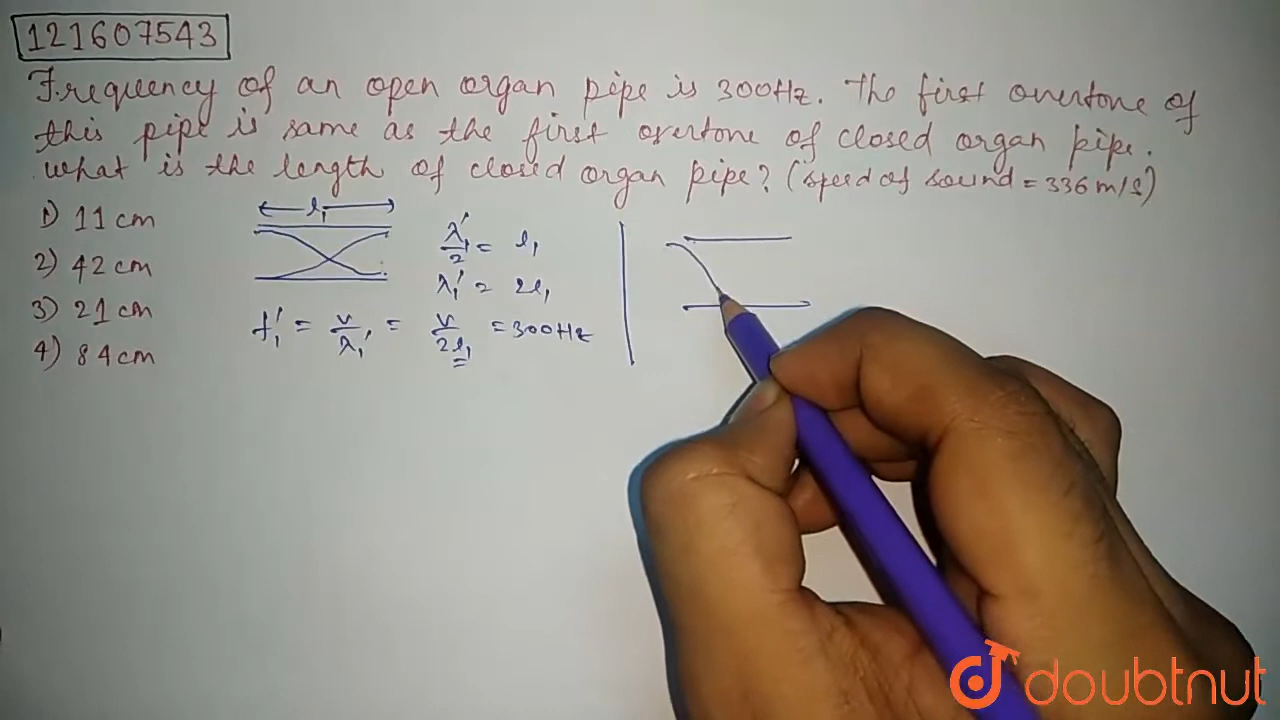 121607543
Frequency of an open organ pipe is 300Hz. The first overtone of
this pipe is same as the first overtone of closed organ pipe.
what is the length of closed organ pipe? (speed of sound = 336 m/s)
1) 11 cm
2) 42 cm
3) 21 cm
4) 84 cm
l₁
λ₁'/2 = l₁
λ₁' = 2l₁
f₁' = v/λ₁' = v/2l₁ = 300Hz
doubtnut